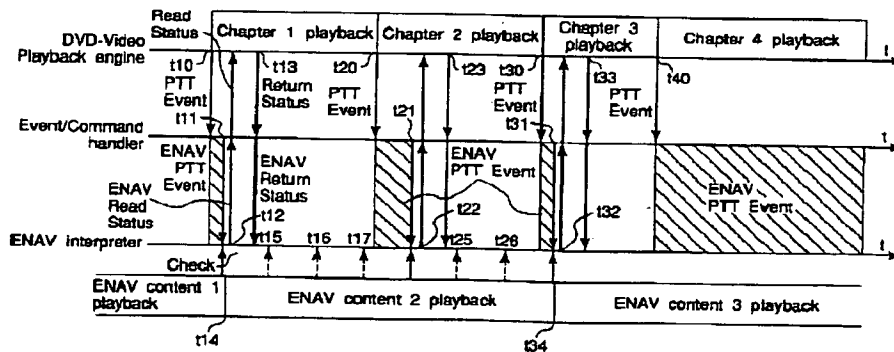 Read
Status
Chapter 1 playback
Chapter 2 playback
Chapter 3
playback
Chapter 4 playback
DVD-Video
Playback engine
t10
t13
t20
t23
t30
t33
t40
t
PTT
Event
Return
Status
PTT
Event
PTT
Event
PTT
Event
t11
t21
t31
Event/Command
handler
t
ENAV
PTT
Event
ENAV
Return
Status
ENAV
PTT Event
ENAV
PTT Event
ENAV
Read
Status
t12
t22
t32
ENAV interpreter
t15
t16
t17
t25
t26
t
Check
ENAV content 1
playback
ENAV content 2 playback
ENAV content 3 playback
t14
t34